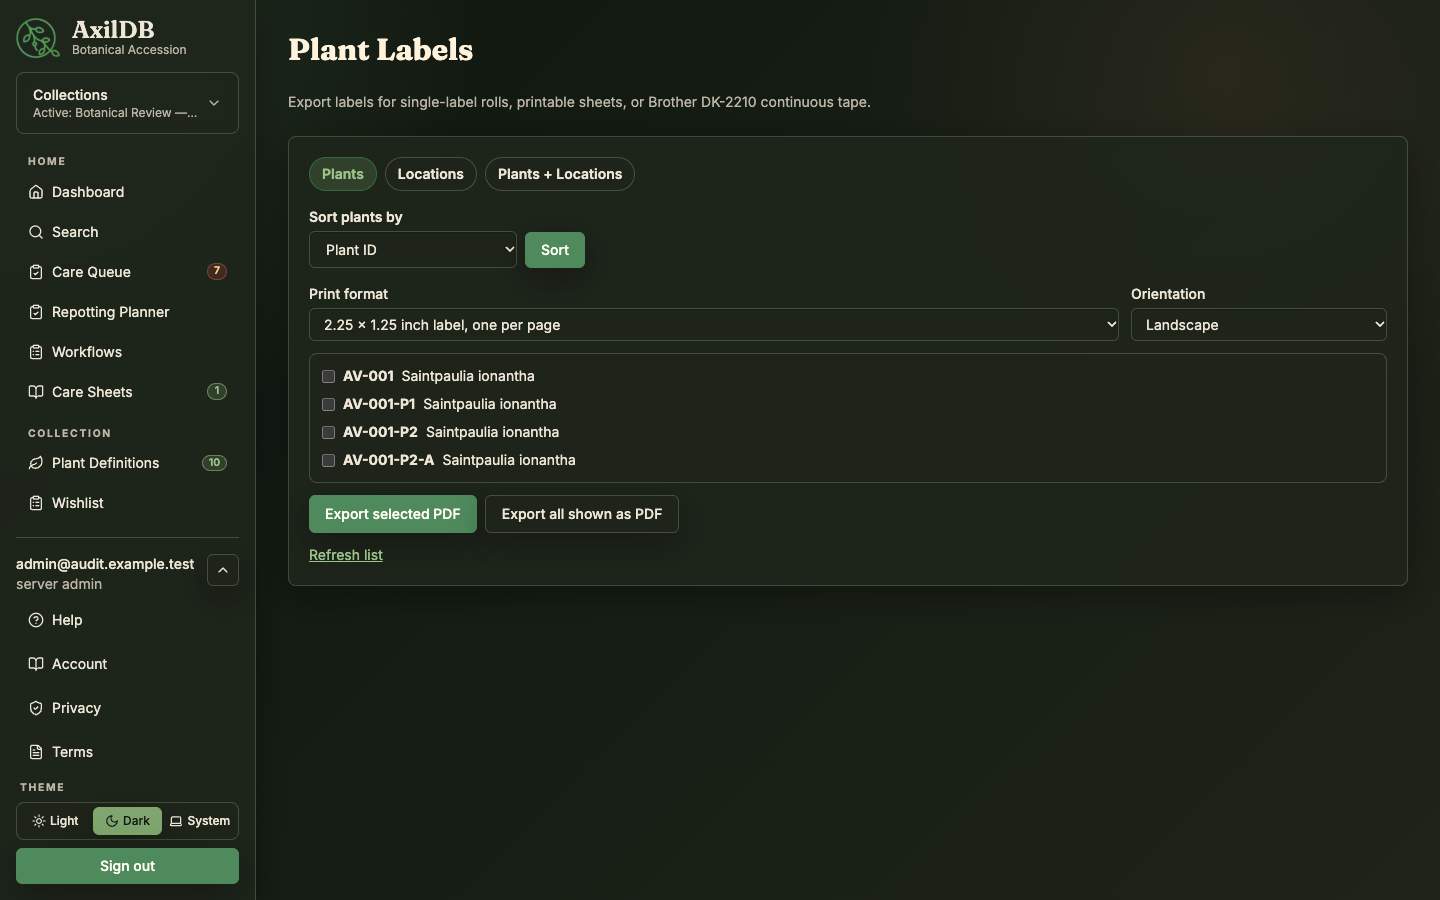 AxilDB
Botanical Accession
Collections
Active: Botanical Review —...
HOME
Dashboard
Search
Care Queue 7
Repotting Planner
Workflows
Care Sheets 1
COLLECTION
Plant Definitions 10
Wishlist
admin@audit.example.test
server admin
Help
Account
Privacy
Terms
THEME
Light Dark System
Sign out
Plant Labels
Export labels for single-label rolls, printable sheets, or Brother DK-2210 continuous tape.
Plants Locations Plants + Locations
Sort plants by
Plant ID Sort
Print format Orientation
2.25 × 1.25 inch label, one per page Landscape
AV-001 Saintpaulia ionantha
AV-001-P1 Saintpaulia ionantha
AV-001-P2 Saintpaulia ionantha
AV-001-P2-A Saintpaulia ionantha
Export selected PDF Export all shown as PDF
Refresh list